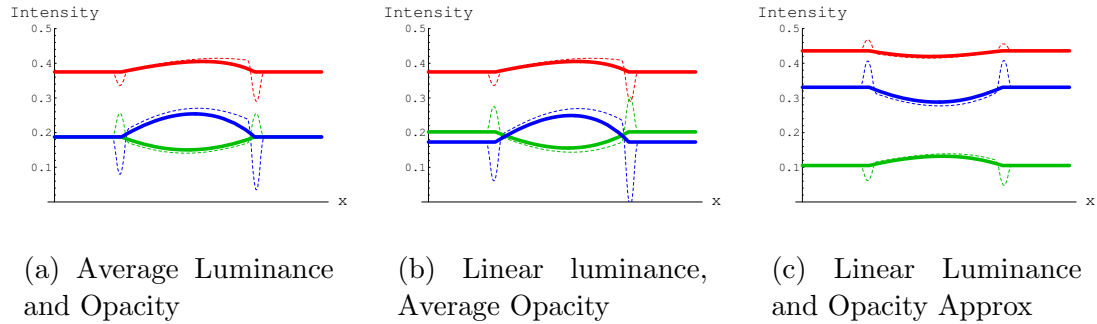 Intensity
0.5
0.4
0.3
0.2
0.1
x
Intensity
0.5
0.4
0.3
0.2
0.1
x
Intensity
0.5
0.4
0.3
0.2
0.1
x
(a) Average Luminance
and Opacity
(b) Linear luminance,
Average Opacity
(c) Linear Luminance
and Opacity Approx